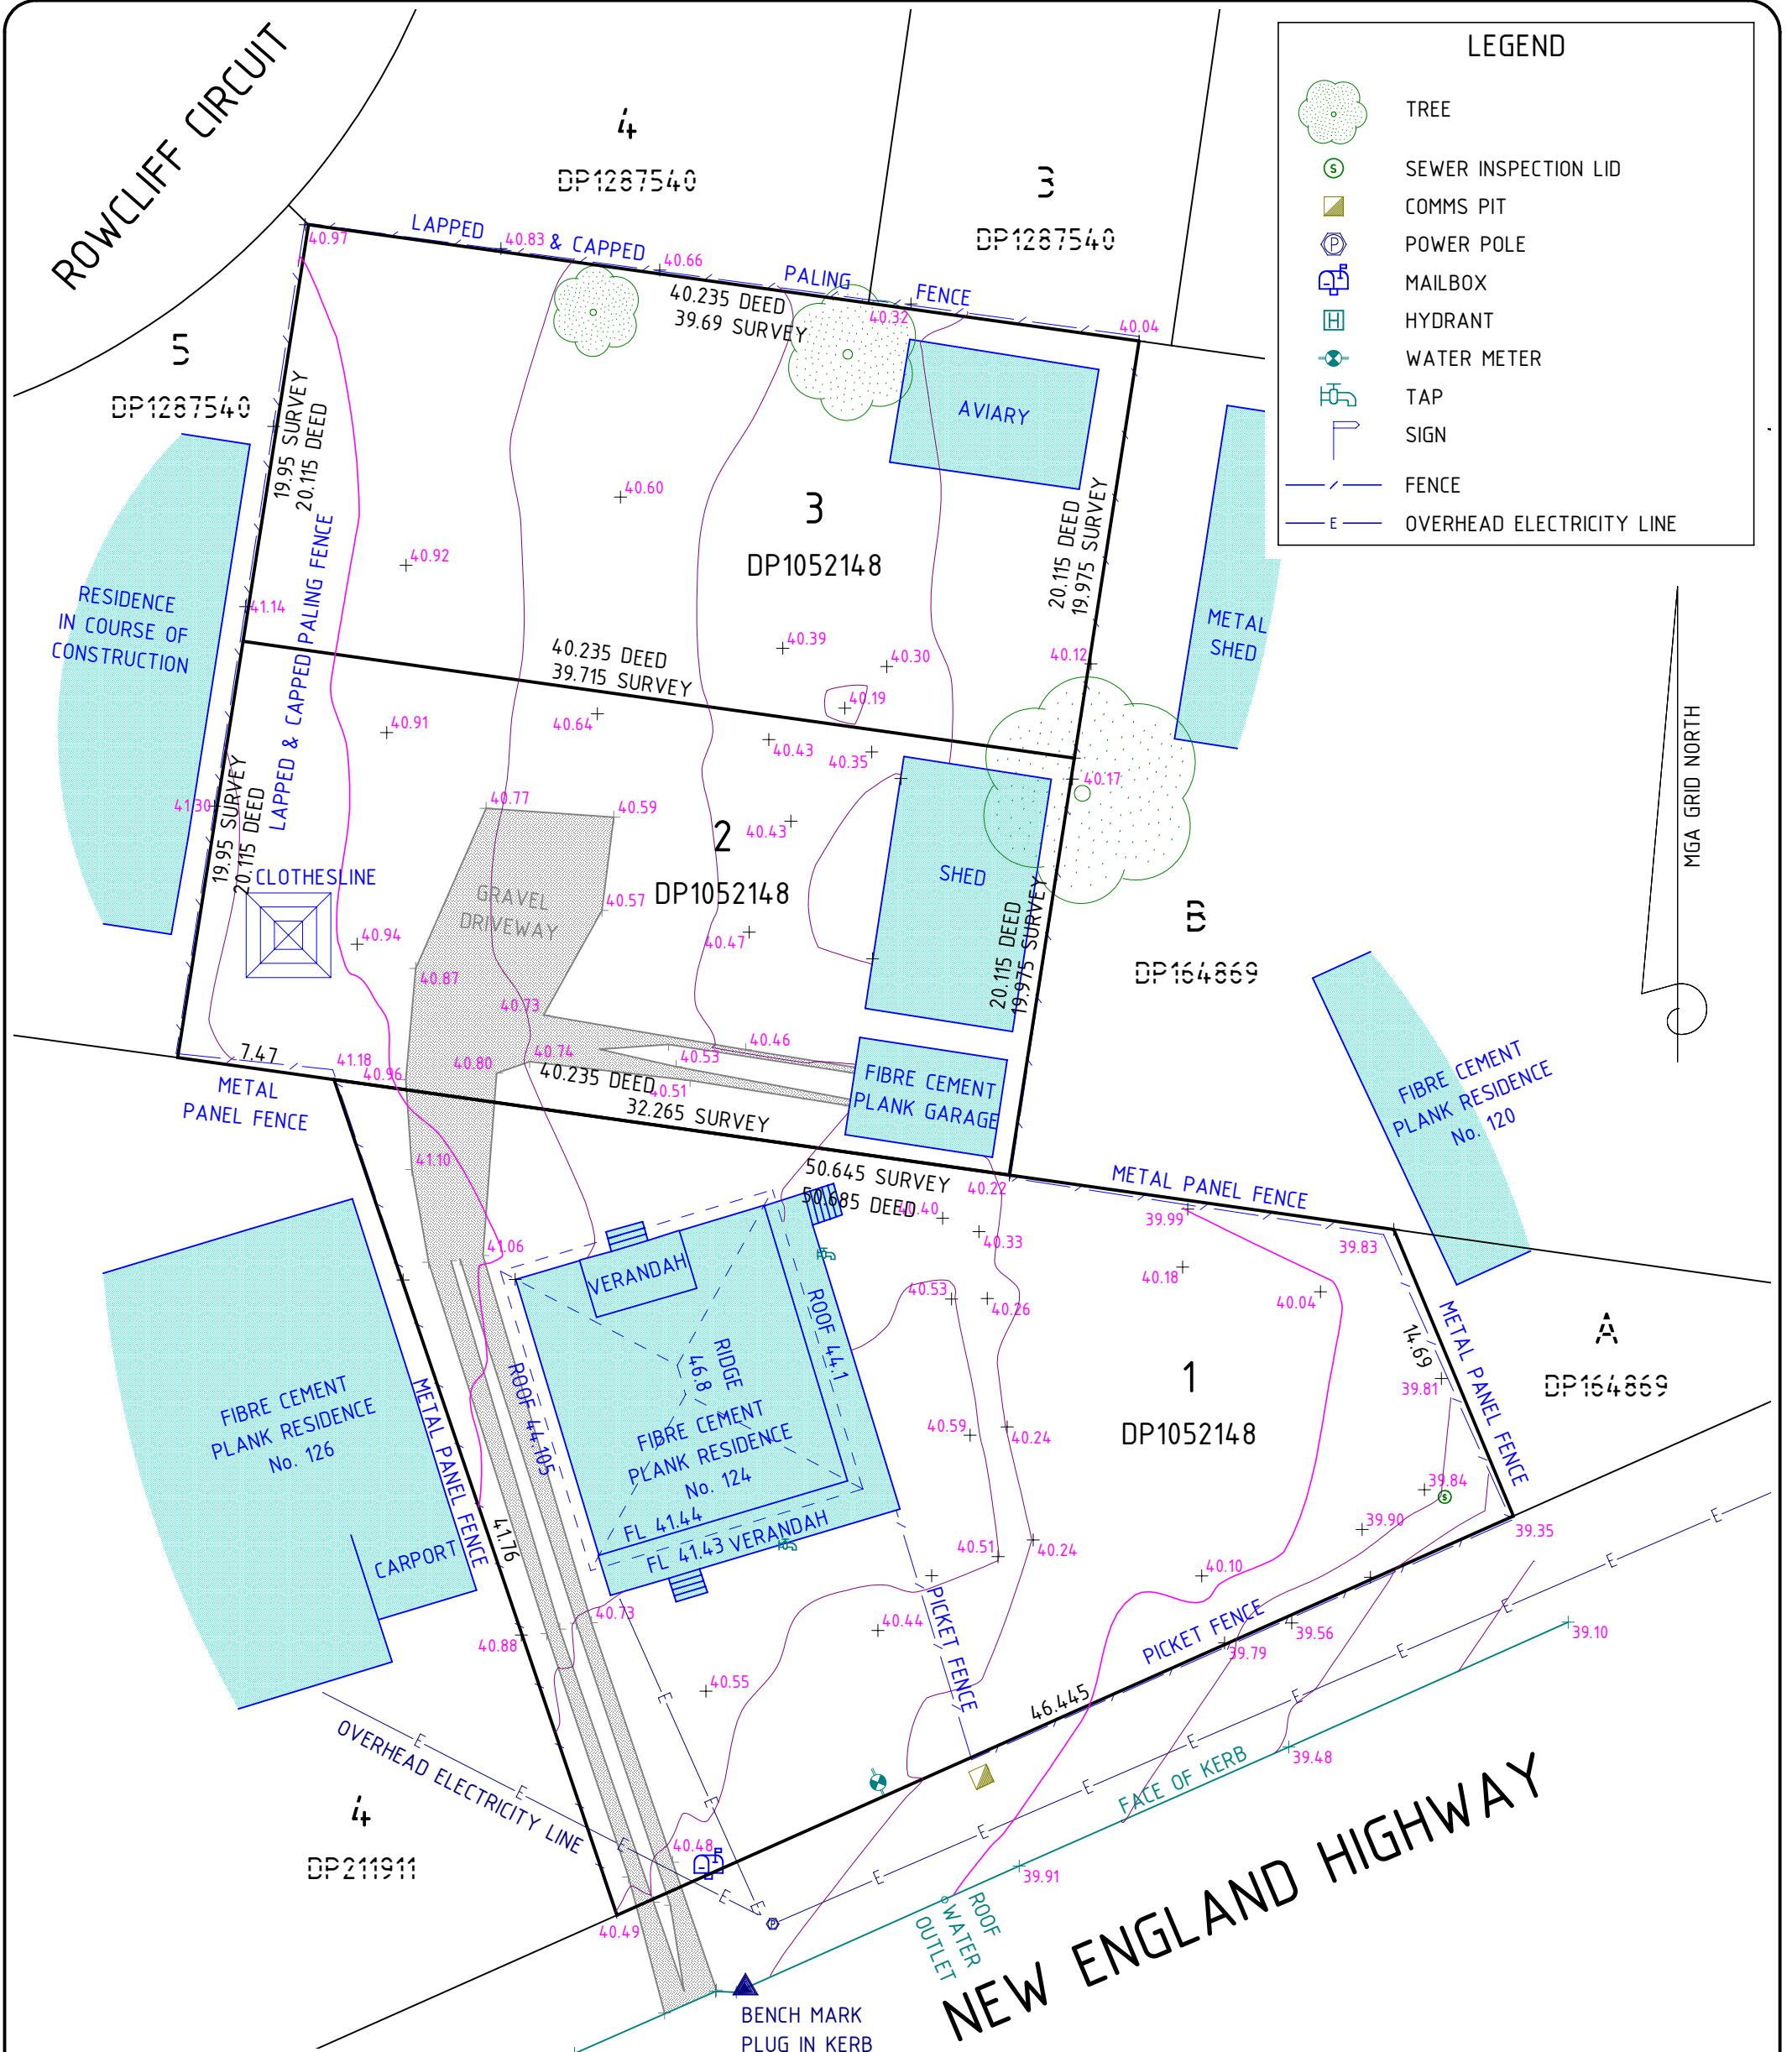 ROWCLIFF CIRCUIT
LEGEND
TREE
S
SEWER INSPECTION LID
COMMS PIT
P
POWER POLE
MAILBOX
H
HYDRANT
WATER METER
TAP
SIGN
FENCE
E
OVERHEAD ELECTRICITY LINE
4
DP1287540
3
DP1287540
40.97
LAPPED
40.83
& CAPPED
40.66
PALING
FENCE
40.32
40.04
40.235 DEED
39.69 SURVEY
5
DP1287540
19.95 SURVEY
20.115 DEED
AVIARY
40.60
3
DP1052148
40.92
20.115 DEED
19.975 SURVEY
LAPPED & CAPPED PALING FENCE
RESIDENCE
IN COURSE OF
CONSTRUCTION
41.14
METAL
SHED
40.39
40.30
40.12
40.235 DEED
39.715 SURVEY
40.19
40.91
40.64
40.43
40.35
40.17
MGA GRID NORTH
41.30
19.95 SURVEY
20.115 DEED
40.77
40.59
40.43
2
DP1052148
SHED
CLOTHESLINE
GRAVEL
DRIVEWAY
40.57
40.47
40.94
40.87
20.115 DEED
19.975 SURVEY
B
DP164869
40.73
40.46
7.47
41.18
40.96
40.80
40.74
40.53
40.51
40.235 DEED
32.265 SURVEY
FIBRE CEMENT
PLANK GARAGE
METAL
PANEL FENCE
FIBRE CEMENT
PLANK RESIDENCE
No. 120
41.10
50.645 SURVEY
50.685 DEED
40.22
METAL PANEL FENCE
40.40
40.33
39.99
39.83
41.06
VERANDAH
40.18
40.04
40.53
40.26
ROOF 44.1
RIDGE
46.8
ROOF 44.105
METAL PANEL FENCE
14.69
A
DP164869
39.81
1
DP1052148
FIBRE CEMENT
PLANK RESIDENCE
No. 126
METAL PANEL FENCE
FIBRE CEMENT
PLANK RESIDENCE
No. 124
40.59
40.24
39.84
S
39.90
39.35
FL 41.44
FL 41.43 VERANDAH
41.76
CARPORT
40.51
40.24
40.10
E
E
40.73
40.44
PICKET FENCE
PICKET FENCE
39.56
39.79
39.10
E
E
40.88
40.55
46.445
E
E
E
OVERHEAD ELECTRICITY LINE
E
E
E
39.48
FACE OF KERB
E
E
E
4
DP211911
40.48
E
E
E
E
39.91
P
40.49
ROOF
WATER
OUTLET
NEW ENGLAND HIGHWAY
BENCH MARK
PLUG IN KERB